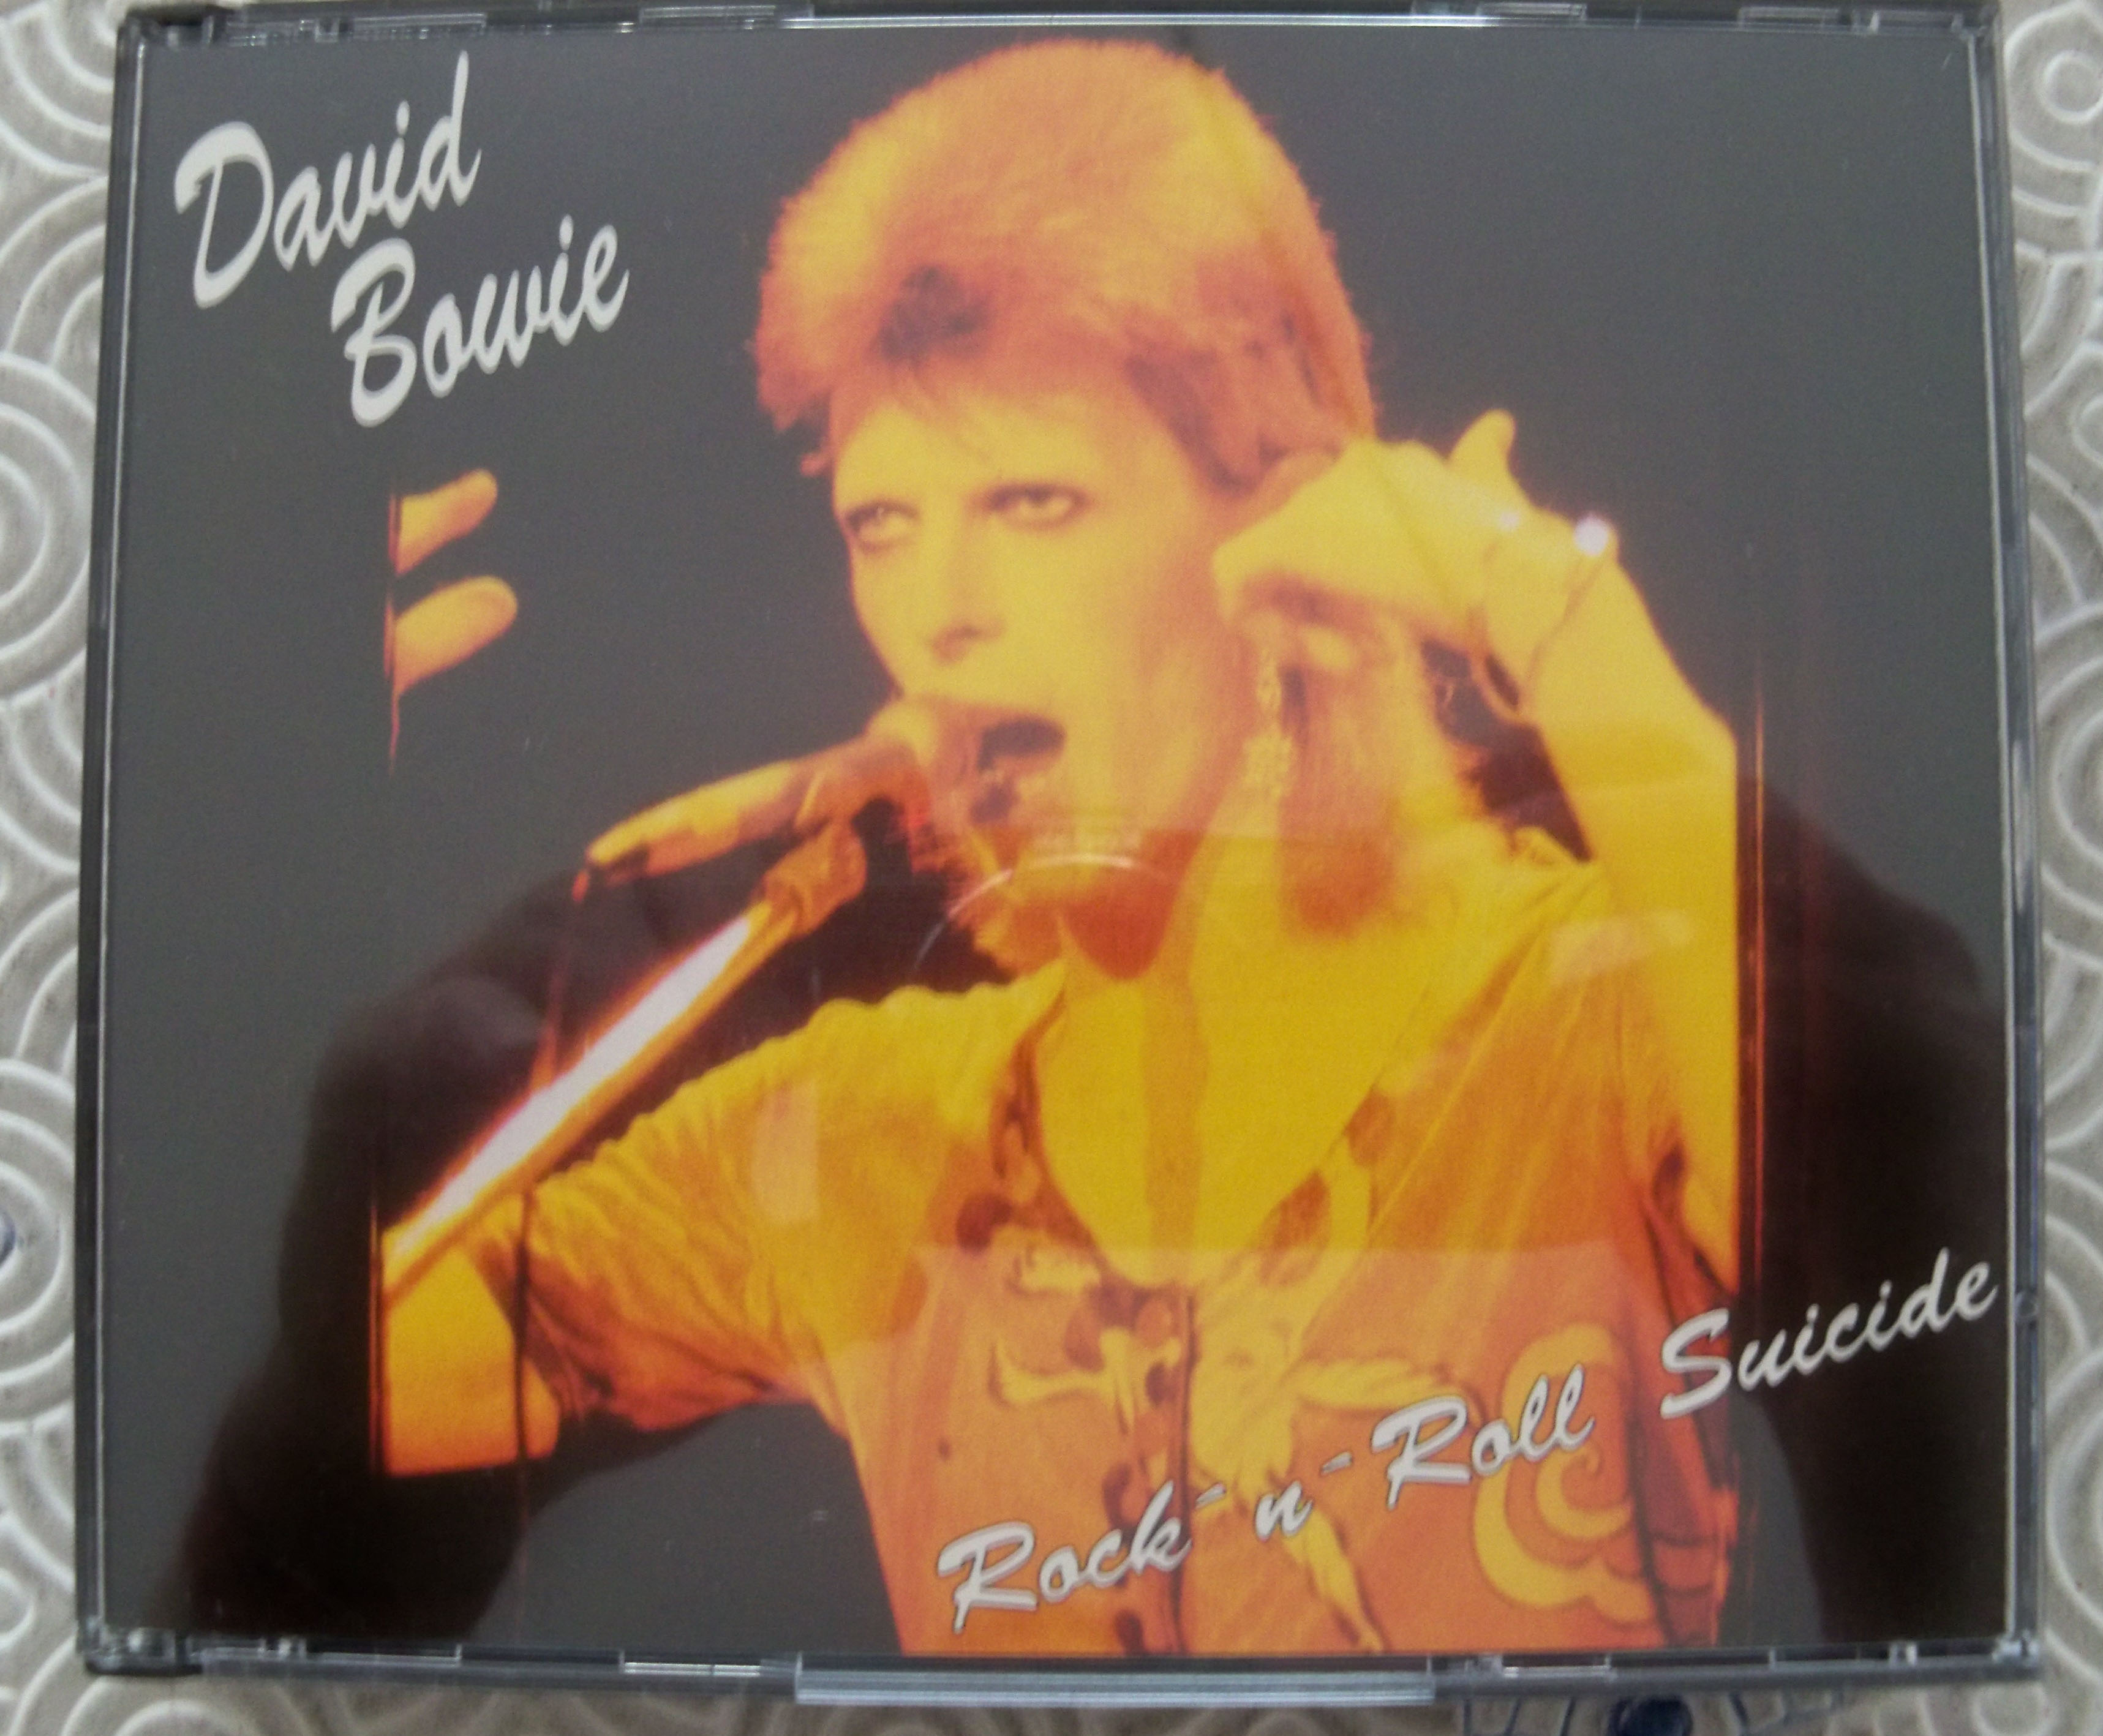 David
Bowie
Rock´n´Roll Suicide